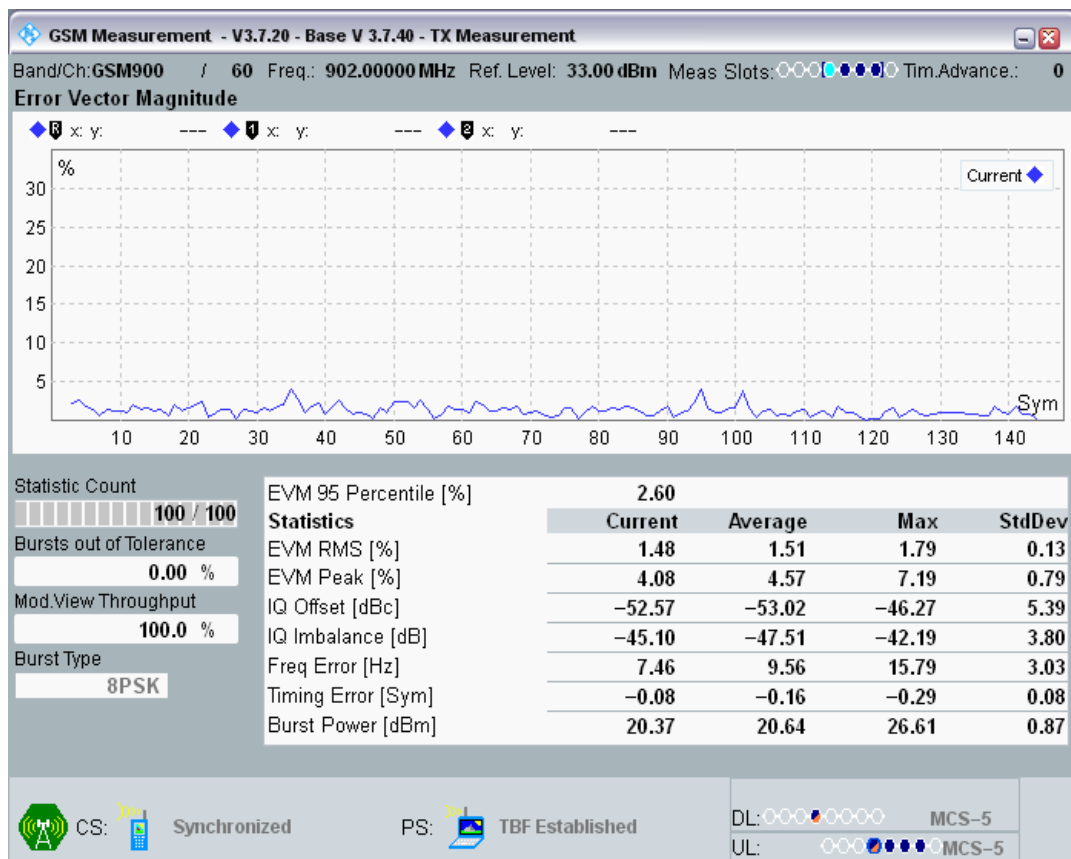 GSM Measurement - V3.7.20 - Base V 3.7.40 - TX Measurement
Band/Ch:GSM900 / 60 Freq.: 902.00000 MHz Ref. Level: 33.00 dBm Meas Slots: Tim.Advance.: 0
Error Vector Magnitude
R x: y: --- 1 x: y: --- 2 x: y: ---
%
Current
30
25
20
15
10
5
Sym
10 20 30 40 50 60 70 80 90 100 110 120 130 140
Statistic Count
100 / 100
Bursts out of Tolerance
0.00 %
Mod.View Throughput
100.0 %
Burst Type
8PSK
EVM 95 Percentile [%] 2.60
Statistics Current Average Max StdDev
EVM RMS [%] 1.48 1.51 1.79 0.13
EVM Peak [%] 4.08 4.57 7.19 0.79
IQ Offset [dBc] −52.57 −53.02 −46.27 5.39
IQ Imbalance [dB] −45.10 −47.51 −42.19 3.80
Freq Error [Hz] 7.46 9.56 15.79 3.03
Timing Error [Sym] −0.08 −0.16 −0.29 0.08
Burst Power [dBm] 20.37 20.64 26.61 0.87
CS: Synchronized PS: TBF Established
DL: MCS−5
UL: MCS−5